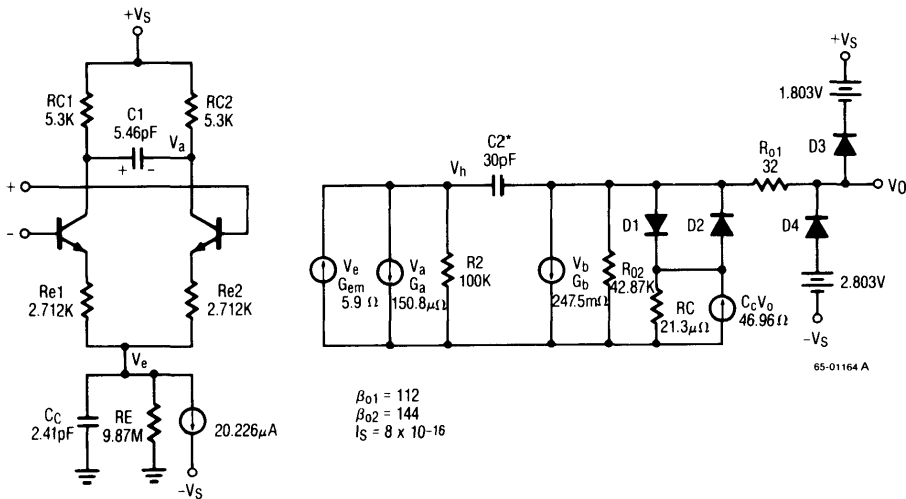 +VS
RC1
5.3K
RC2
5.3K
C1
5.46pF
+ -
Va
+
-
Re1
2.712K
Re2
2.712K
Ve
CC
2.41pF
RE
9.87M
20.226μA
-VS
Vh
C2*
30pF
Ve
Gem
5.9 Ω
Va
Ga
150.8μΩ
R2
100K
Vb
Gb
247.5mΩ
Ro2
42.87K
D1
D2
RC
21.3μΩ
CcVo
46.96Ω
Ro1
32
+VS
1.803V
D3
VO
D4
2.803V
-VS
65-01164 A
βo1 = 112
βo2 = 144
IS = 8 x 10-16